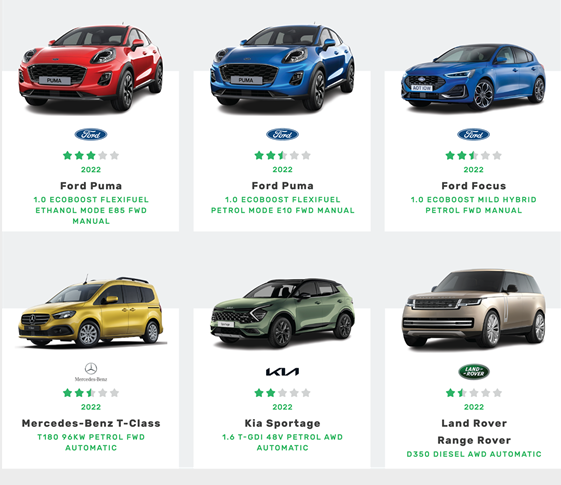 PUMA
PUMA
AO71 IOW
Ford
Ford
Ford
2022
2022
2022
Ford Puma
Ford Puma
Ford Focus
1.0 ECOBOOST FLEXIFUEL
ETHANOL MODE E85 FWD
MANUAL
1.0 ECOBOOST FLEXIFUEL
PETROL MODE E10 FWD MANUAL
1.0 ECOBOOST MILD HYBRID
PETROL FWD MANUAL
Mercedes-Benz
KIA
LAND-
ROVER
2022
2022
2022
Mercedes-Benz T-Class
Kia Sportage
Land Rover
Range Rover
T180 96KW PETROL FWD
AUTOMATIC
1.6 T-GDI 48V PETROL AWD
AUTOMATIC
D350 DIESEL AWD AUTOMATIC